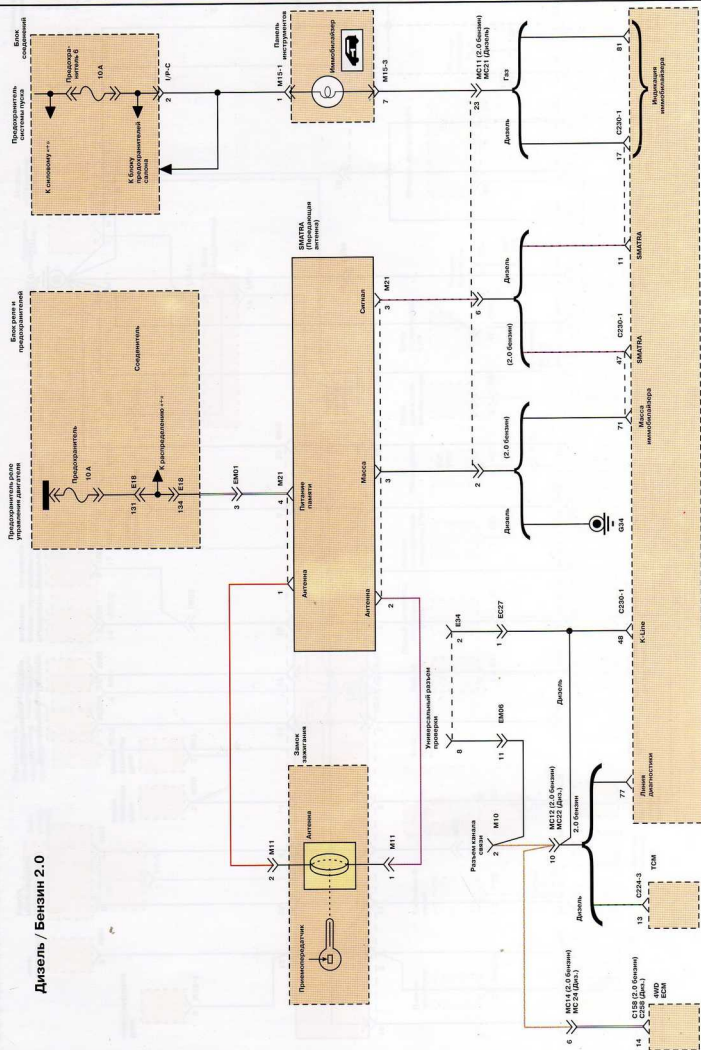 Дизель / Бензин 2.0
Предохранитель реле
управления двигателя
Блок реле и
предохранителей
Предохранитель
10 A
Соединитель
131
E18
К распределению «+»
134
E18
3
EM01
4
M21
Предохранитель
системы пуска
Блок
соединений
К силовому «+»
Предохра-
нитель 6
10 A
К блоку
предохранителей
салона
2
I/P-C
1
M15-1
Панель
инструментов
Иммобилайзер
7
M15-3
23
MC11 (2.0 бензин)
MC21 (Дизель)
Дизель
Газ
17
C230-1
81
Индикация
иммобилайзера
SMATRA
(Передающая
антенна)
1
Антенна
Питание
памяти
2
Антенна
3
Масса
3
M21
Сигнал
2
6
Дизель
(2.0 бензин)
(2.0 бензин)
Дизель
G34
71
Масса
иммобилайзера
47
C230-1
SMATRA
11
SMATRA
Замок
зажигания
Приемопередатчик
Антенна
2
M11
1
M11
Универсальный разъем
проверки
8
2
E34
11
EM06
1
EC27
Разъем канала
связи
2
M10
10
MC12 (2.0 бензин)
MC22 (Диз.)
Дизель
Дизель
2.0 бензин
77
Линия
диагностики
48
C230-1
K-Line
13
C224-3
TCM
6
MC14 (2.0 бензин)
MC 24 (Диз.)
14
C158 (2.0 бензин)
C258 (Диз.)
4WD
ECM